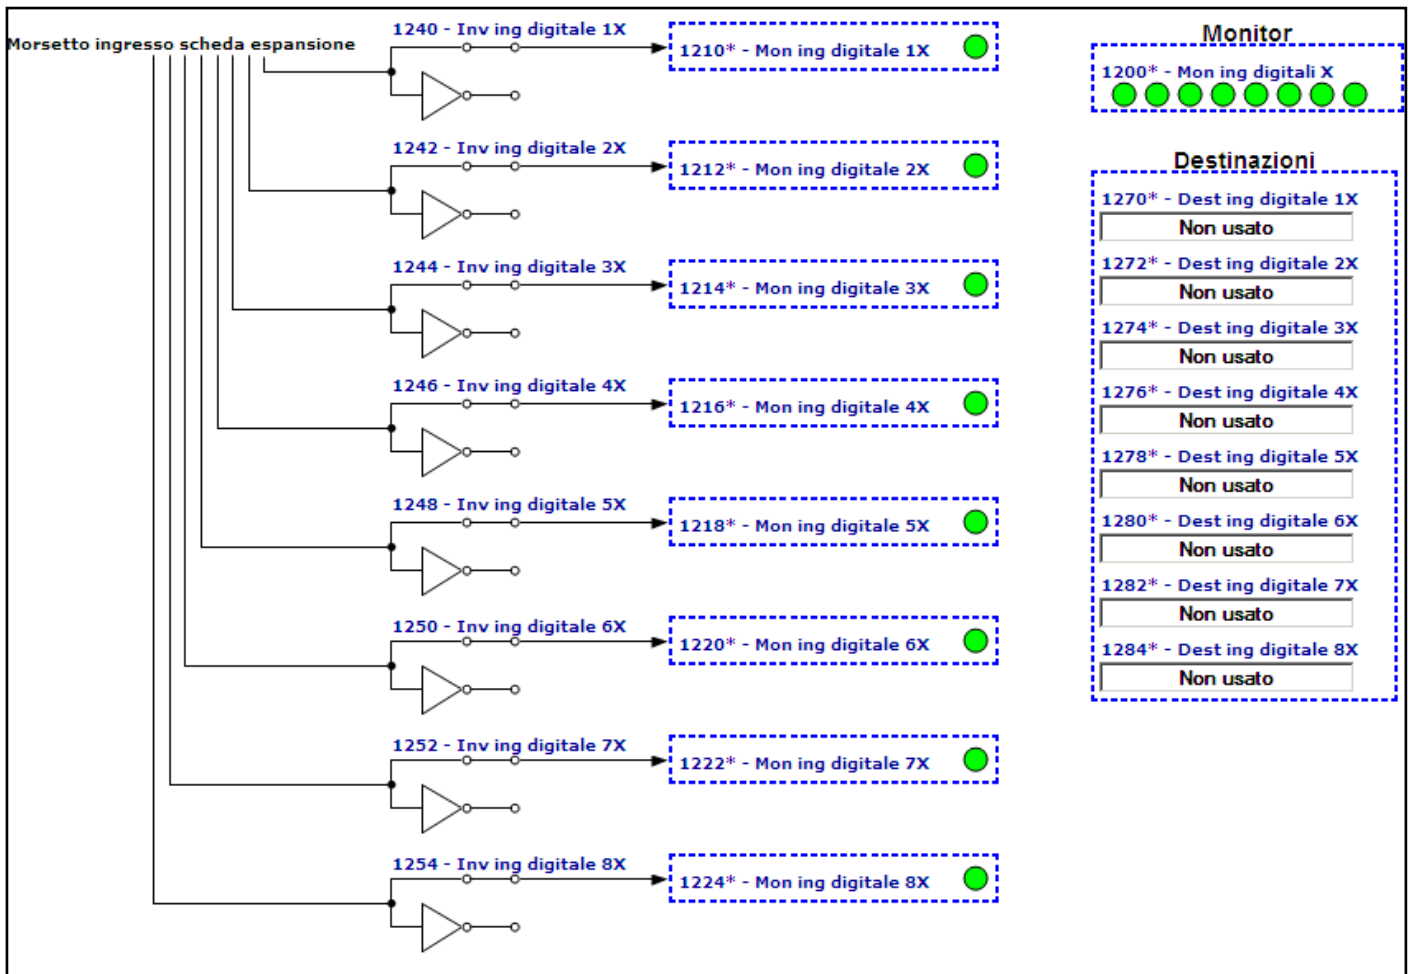 Morsetto ingresso scheda espansione
1240 - Inv ing digitale 1X
1210* - Mon ing digitale 1X
1242 - Inv ing digitale 2X
1212* - Mon ing digitale 2X
1244 - Inv ing digitale 3X
1214* - Mon ing digitale 3X
1246 - Inv ing digitale 4X
1216* - Mon ing digitale 4X
1248 - Inv ing digitale 5X
1218* - Mon ing digitale 5X
1250 - Inv ing digitale 6X
1220* - Mon ing digitale 6X
1252 - Inv ing digitale 7X
1222* - Mon ing digitale 7X
1254 - Inv ing digitale 8X
1224* - Mon ing digitale 8X
Monitor
1200* - Mon ing digitali X
Destinazioni
1270* - Dest ing digitale 1X
Non usato
1272* - Dest ing digitale 2X
Non usato
1274* - Dest ing digitale 3X
Non usato
1276* - Dest ing digitale 4X
Non usato
1278* - Dest ing digitale 5X
Non usato
1280* - Dest ing digitale 6X
Non usato
1282* - Dest ing digitale 7X
Non usato
1284* - Dest ing digitale 8X
Non usato